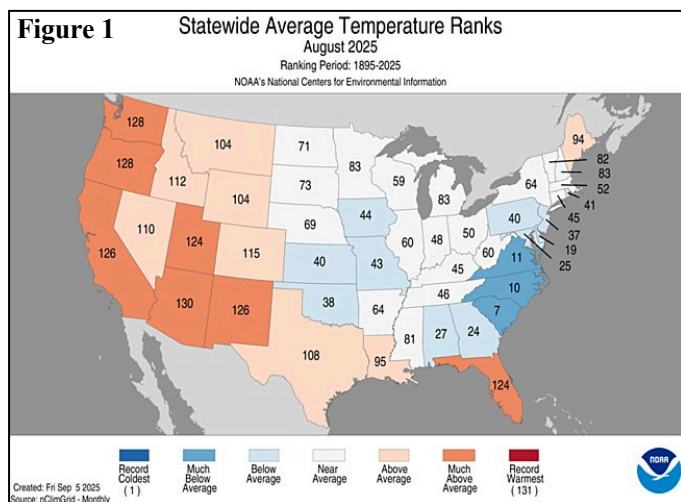 Figure 1
Statewide Average Temperature Ranks
August 2025
Ranking Period: 1895-2025
NOAA's National Centers for Environmental Information
128
128
126
104
112
104
110
124
115
130
126
108
71
73
69
40
38
83
44
43
64
95
59
60
83
48
50
45
46
81
27
24
124
60
11
10
7
40
64
94
82
83
52
41
45
37
19
25
Record
Coldest
(1)
Much
Below
Average
Below
Average
Near
Average
Above
Average
Much
Above
Average
Record
Warmest
(131)
Created: Fri Sep 5 2025
Source: nClimGrid - Monthly
NOAA